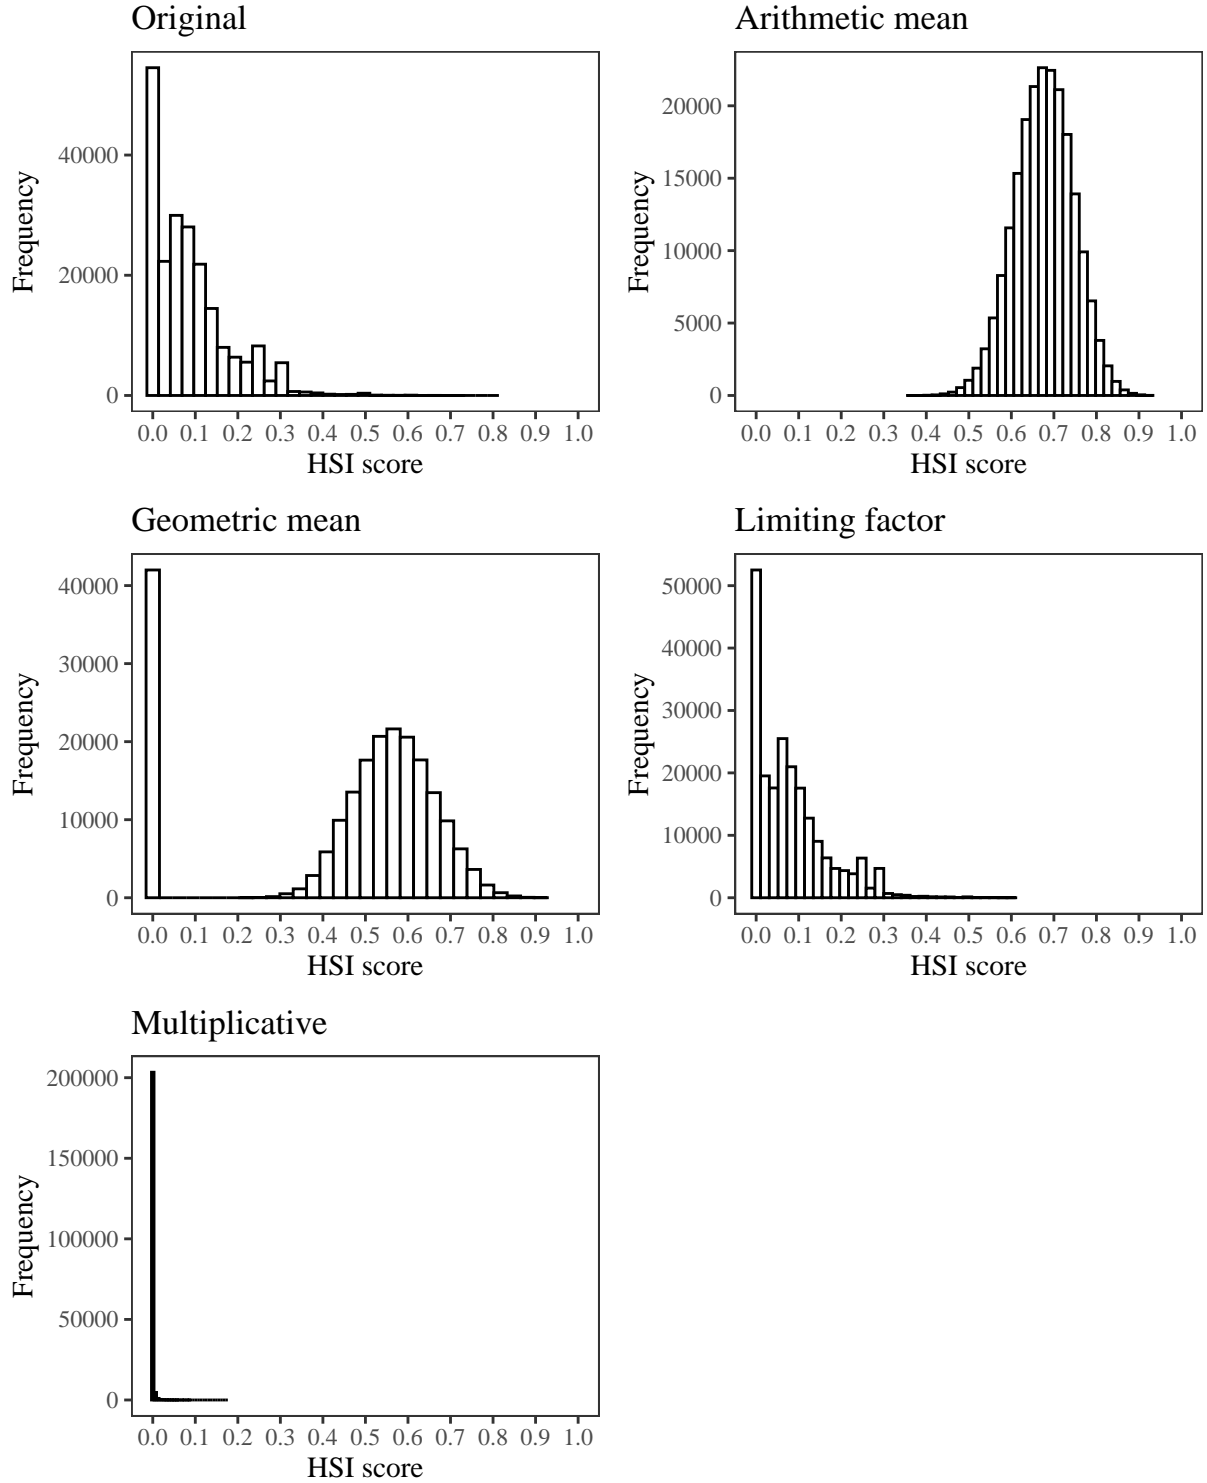 Original
Frequency
40000
20000
0
0.0 0.1 0.2 0.3 0.4 0.5 0.6 0.7 0.8 0.9 1.0
HSI score
Arithmetic mean
Frequency
20000
15000
10000
5000
0
0.0 0.1 0.2 0.3 0.4 0.5 0.6 0.7 0.8 0.9 1.0
HSI score
Geometric mean
Frequency
40000
30000
20000
10000
0
0.0 0.1 0.2 0.3 0.4 0.5 0.6 0.7 0.8 0.9 1.0
HSI score
Limiting factor
Frequency
50000
40000
30000
20000
10000
0
0.0 0.1 0.2 0.3 0.4 0.5 0.6 0.7 0.8 0.9 1.0
HSI score
Multiplicative
Frequency
200000
150000
100000
50000
0
0.0 0.1 0.2 0.3 0.4 0.5 0.6 0.7 0.8 0.9 1.0
HSI score